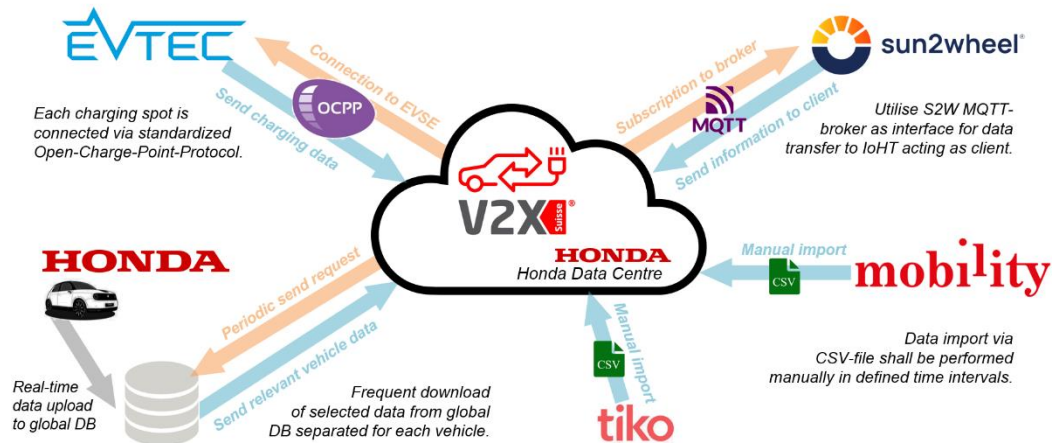 EVTEC
Connection to EVSE
OCPP
Send charging data
Each charging spot is
connected via standardized
Open-Charge-Point-Protocol.
sun2wheel®
Subscription to broker
MQTT
Send information to client
Utilise S2W MQTT-
broker as interface for data
transfer to IoHT acting as client.
V2X Suisse®
HONDA
Honda Data Centre
HONDA
Periodic send request
Send relevant vehicle data
Real-time
data upload
to global DB
Frequent download
of selected data from global
DB separated for each vehicle.
Manual import
CSV
mobility
Data import via
CSV-file shall be performed
manually in defined time intervals.
Manual import
CSV
tiko